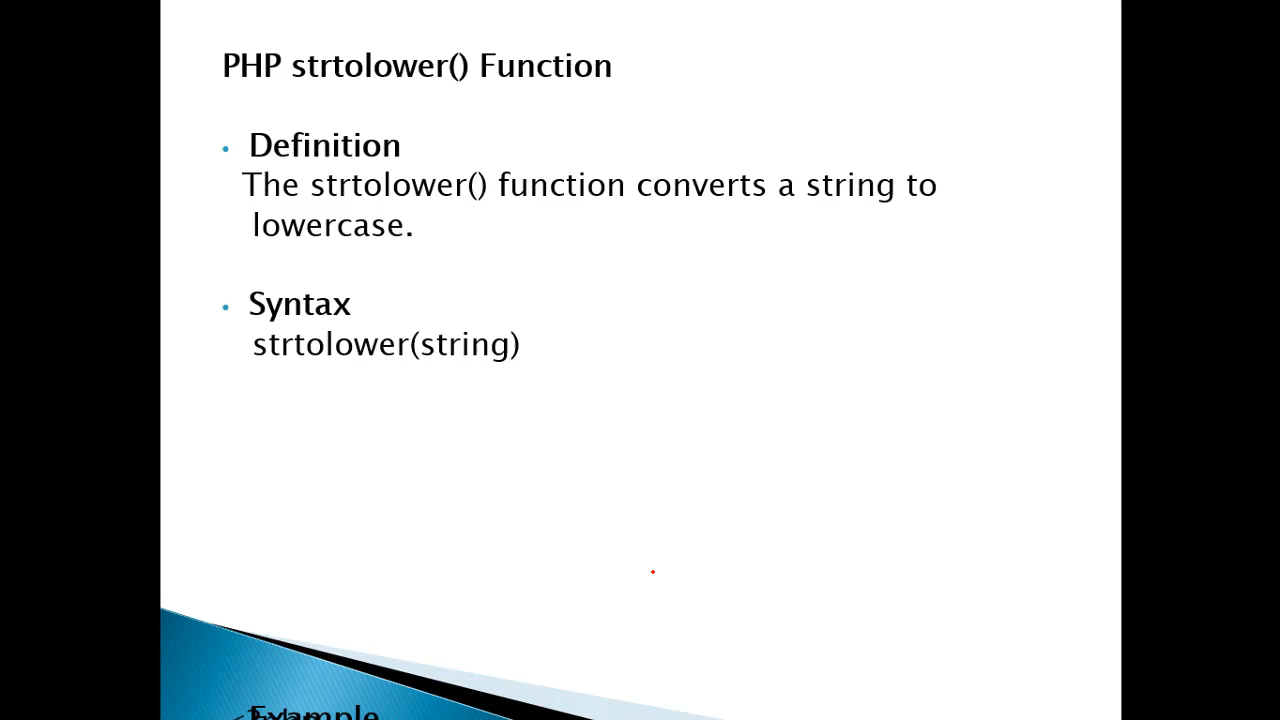 PHP strtolower() Function
• Definition
The strtolower() function converts a string to
lowercase.
• Syntax
strtolower(string)
Example